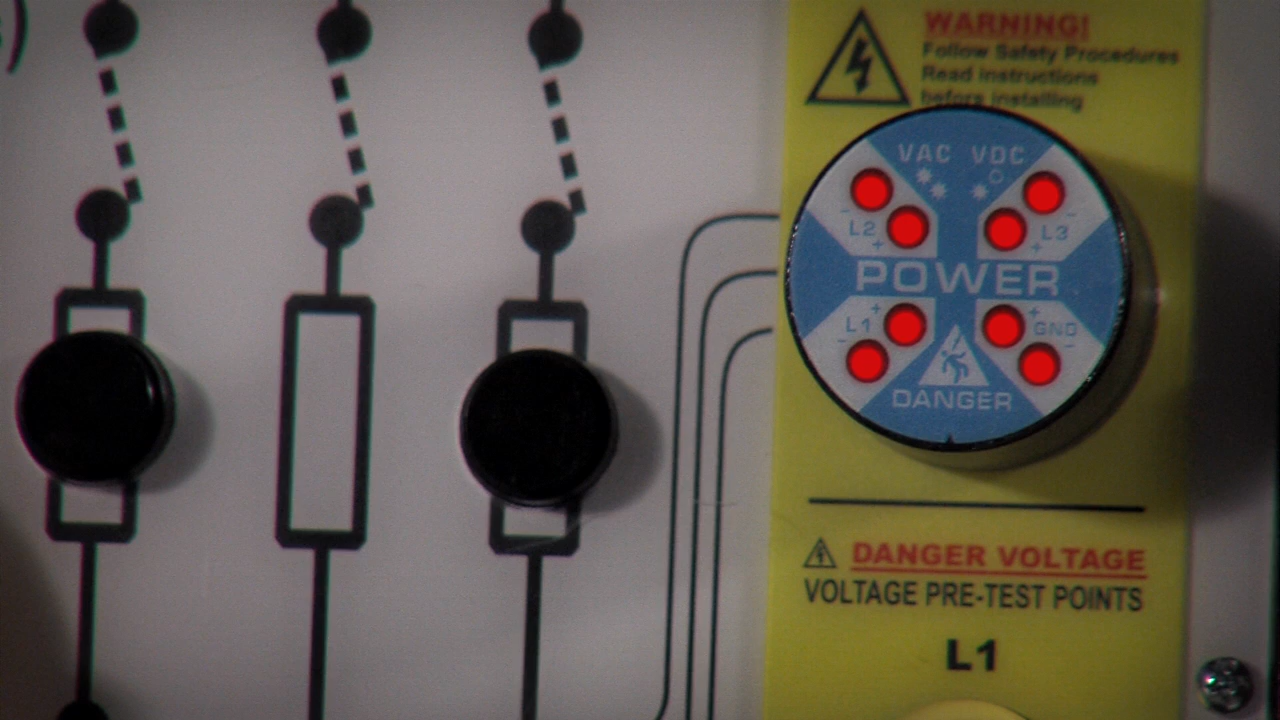 )
WARNING!
Follow Safety Procedures
Read instructions
before installing
VAC VDC
- L2 +
+ L3 -
POWER
L1 + -
+ GND -
DANGER
DANGER VOLTAGE
VOLTAGE PRE-TEST POINTS
L1